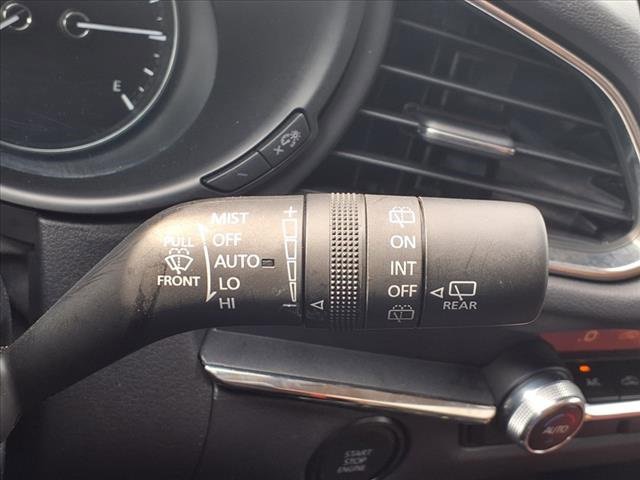 E
MIST
OFF
AUTO
LO
HI
PULL
FRONT
+
−
ON
INT
OFF
REAR
AUTO
START
STOP
ENGINE